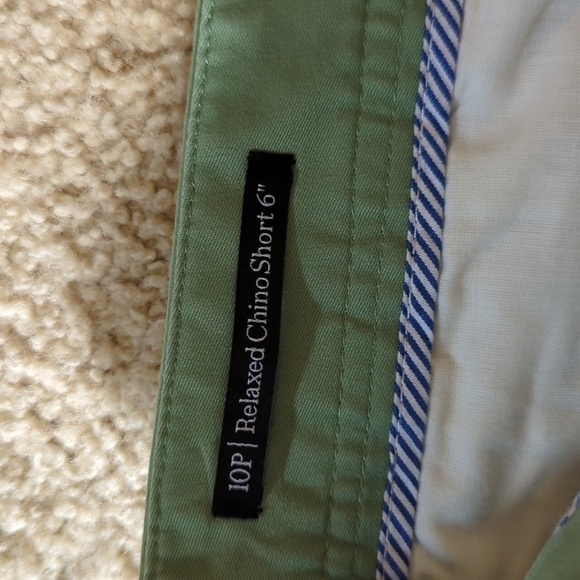 10P | Relaxed Chino Short 6"